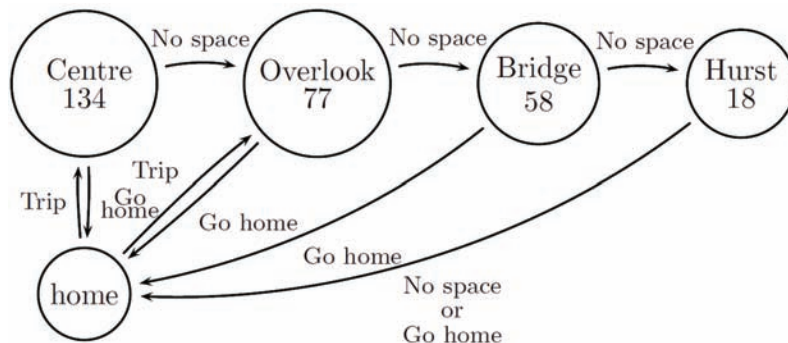 No space
No space
No space
Centre
134
Overlook
77
Bridge
58
Hurst
18
Trip
Go
home
Trip
Go home
Go home
home
No space
or
Go home